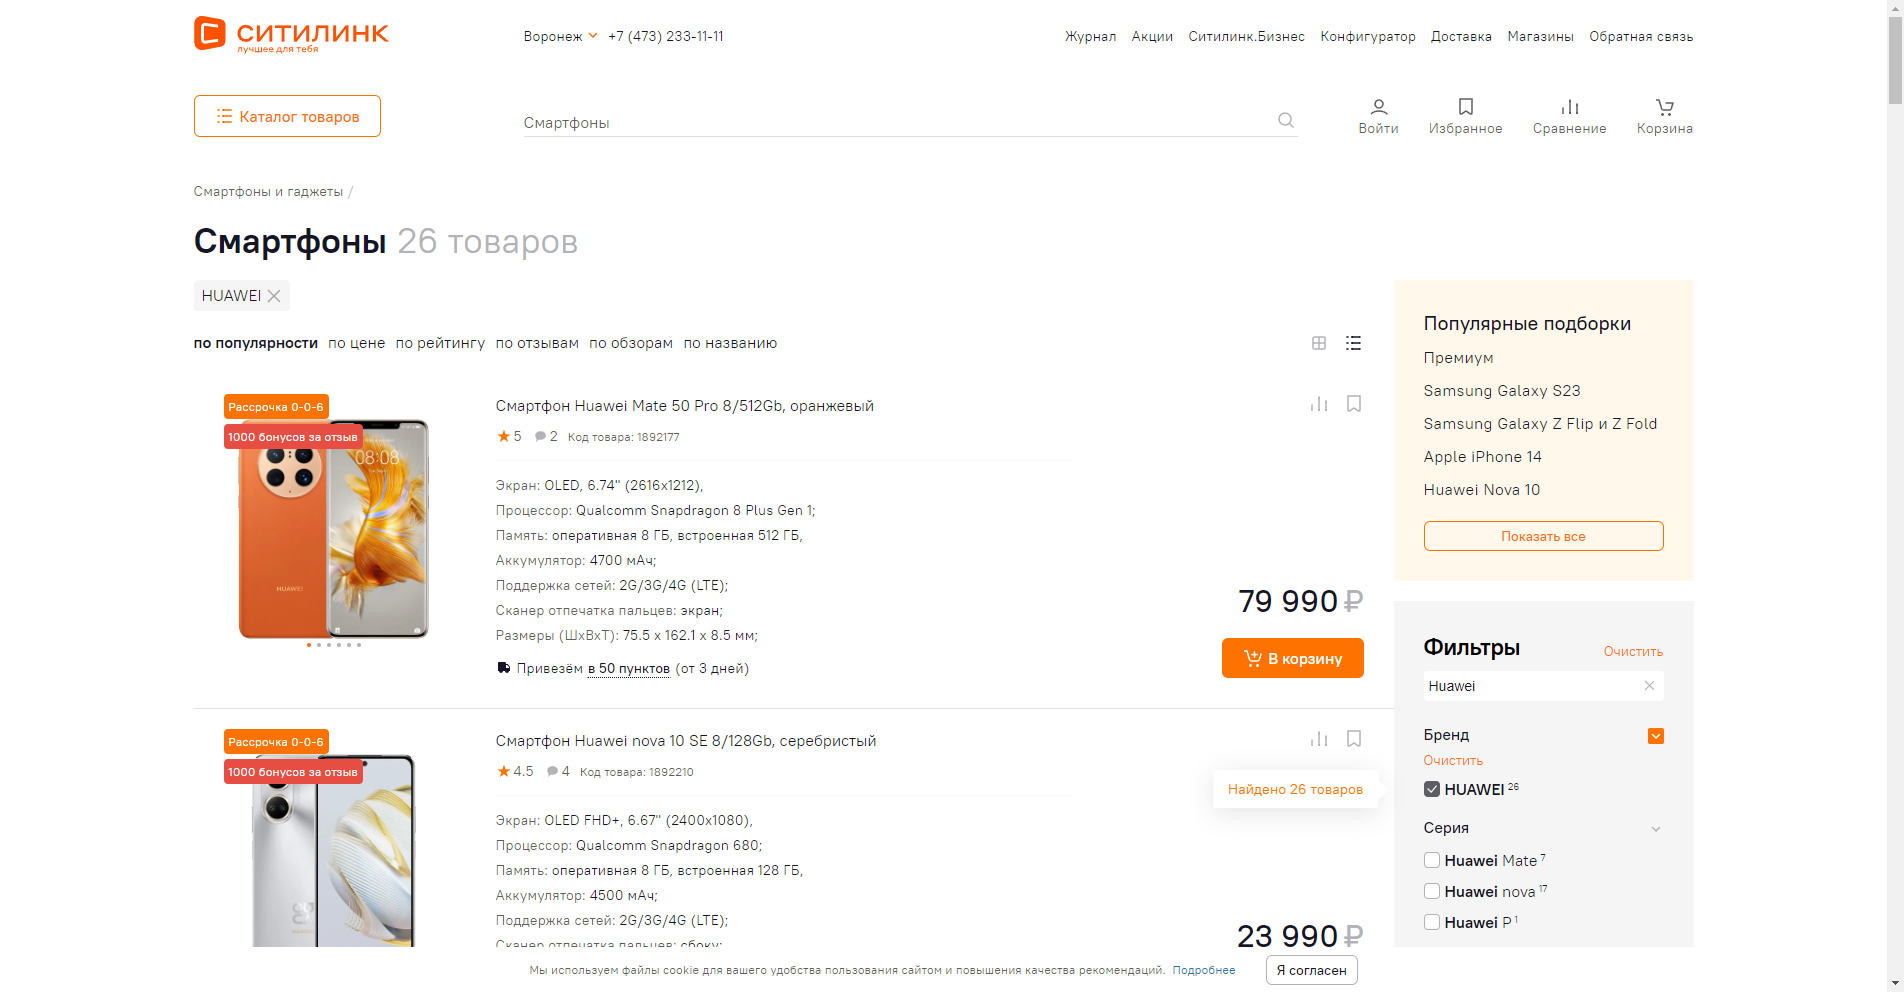 СИТИЛИНК
лучшее для тебя
Воронеж +7 (473) 233-11-11
Журнал Акции Ситилинк.Бизнес Конфигуратор Доставка Магазины Обратная связь
Каталог товаров
Смартфоны
Войти Избранное Сравнение Корзина
Смартфоны и гаджеты /
Смартфоны 26 товаров
HUAWEI
по популярности по цене по рейтингу по отзывам по обзорам по названию
Рассрочка 0-0-6
1000 бонусов за отзыв
08:08
HUAWEI
Смартфон Huawei Mate 50 Pro 8/512Gb, оранжевый
5 2 Код товара: 1892177
Экран: OLED, 6.74" (2616x1212),
Процессор: Qualcomm Snapdragon 8 Plus Gen 1;
Память: оперативная 8 ГБ, встроенная 512 ГБ,
Аккумулятор: 4700 мАч;
Поддержка сетей: 2G/3G/4G (LTE);
Сканер отпечатка пальцев: экран;
Размеры (ШхВхТ): 75.5 x 162.1 x 8.5 мм;
Привезём в 50 пунктов (от 3 дней)
79 990 ₽
В корзину
Рассрочка 0-0-6
1000 бонусов за отзыв
Смартфон Huawei nova 10 SE 8/128Gb, серебристый
4.5 4 Код товара: 1892210
Экран: OLED FHD+, 6.67" (2400x1080),
Процессор: Qualcomm Snapdragon 680;
Память: оперативная 8 ГБ, встроенная 128 ГБ,
Аккумулятор: 4500 мАч;
Поддержка сетей: 2G/3G/4G (LTE);
Сканер отпечатка пальцев: сбоку;
23 990 ₽
Найдено 26 товаров
Популярные подборки
Премиум
Samsung Galaxy S23
Samsung Galaxy Z Flip и Z Fold
Apple iPhone 14
Huawei Nova 10
Показать все
Фильтры Очистить
Huawei
Бренд
Очистить
HUAWEI 26
Серия
Huawei Mate 7
Huawei nova 17
Huawei P 1
Мы используем файлы cookie для вашего удобства пользования сайтом и повышения качества рекомендаций. Подробнее
Я согласен